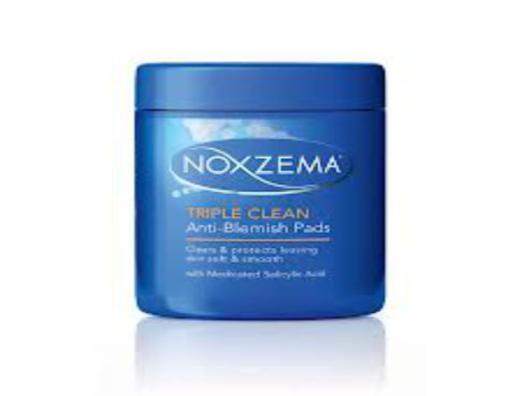 NOXZEMA®
TRIPLE CLEAN
Anti-Blemish Pads
Clears & protects leaving
skin soft & smooth
with Medicated Salicylic Acid